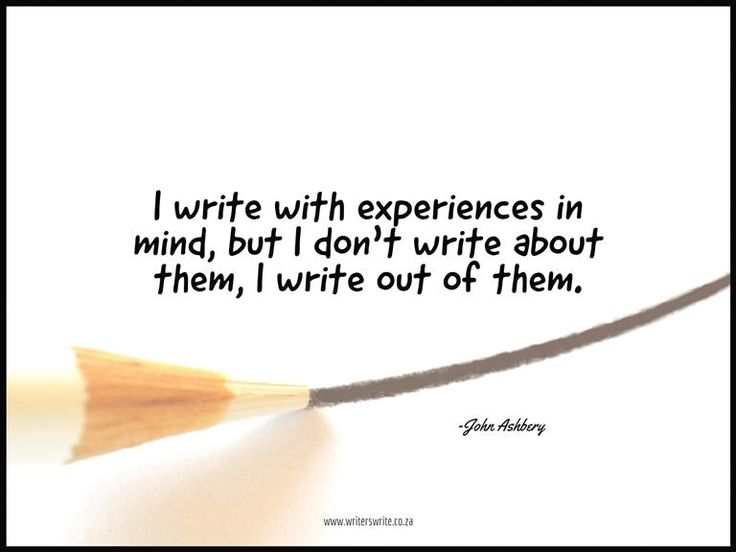 I write with experiences in
mind, but I don't write about
them, I write out of them.
-John Ashbery
www.writerswrite.co.za